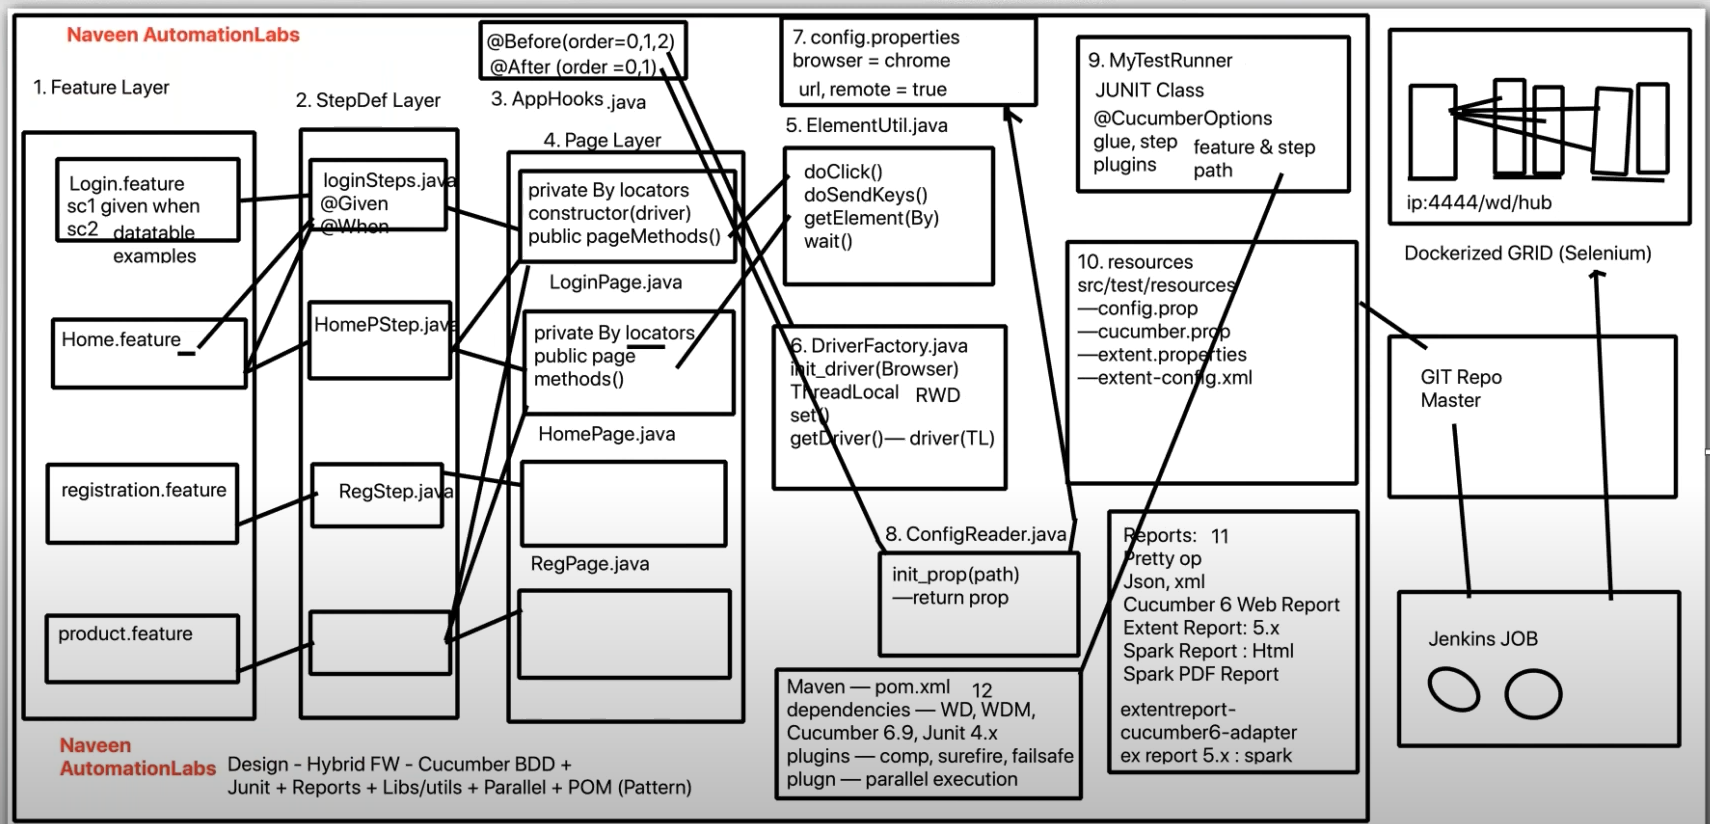 Naveen AutomationLabs
1. Feature Layer
Login.feature
sc1 given when
sc2 datatable
examples
Home.feature
registration.feature
product.feature
2. StepDef Layer
loginSteps.java
@Given
@When
HomePStep.java
RegStep.java
@Before(order=0,1,2)
@After (order =0,1)
3. AppHooks.java
4. Page Layer
private By locators
constructor(driver)
public pageMethods()
LoginPage.java
private By locators
public page
methods()
HomePage.java
RegPage.java
7. config.properties
browser = chrome
url, remote = true
5. ElementUtil.java
doClick()
doSendKeys()
getElement(By)
wait()
6. DriverFactory.java
init_driver(Browser)
ThreadLocal RWD
set()
getDriver()— driver(TL)
8. ConfigReader.java
init_prop(path)
—return prop
Maven — pom.xml 12
dependencies — WD, WDM,
Cucumber 6.9, Junit 4.x
plugins — comp, surefire, failsafe
plugn — parallel execution
9. MyTestRunner
JUNIT Class
@CucumberOptions
glue, step
plugins
feature & step
path
10. resources
src/test/resources
—config.prop
—cucumber.prop
—extent.properties
—extent-config.xml
Reports: 11
Pretty op
Json, xml
Cucumber 6 Web Report
Extent Report: 5.x
Spark Report : Html
Spark PDF Report
extentreport-
cucumber6-adapter
ex report 5.x : spark
ip:4444/wd/hub
Dockerized GRID (Selenium)
GIT Repo
Master
Jenkins JOB
Naveen
AutomationLabs
Design - Hybrid FW - Cucumber BDD +
Junit + Reports + Libs/utils + Parallel + POM (Pattern)